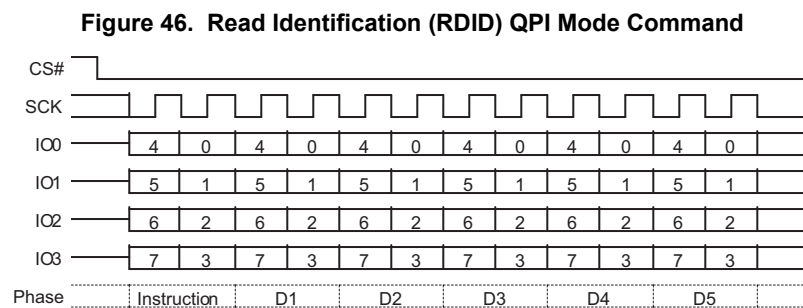 Figure 46. Read Identification (RDID) QPI Mode Command
CS#
SCK
IO0 4 0 4 0 4 0 4 0 4 0 4 0
IO1 5 1 5 1 5 1 5 1 5 1 5 1
IO2 6 2 6 2 6 2 6 2 6 2 6 2
IO3 7 3 7 3 7 3 7 3 7 3 7 3
Phase Instruction D1 D2 D3 D4 D5